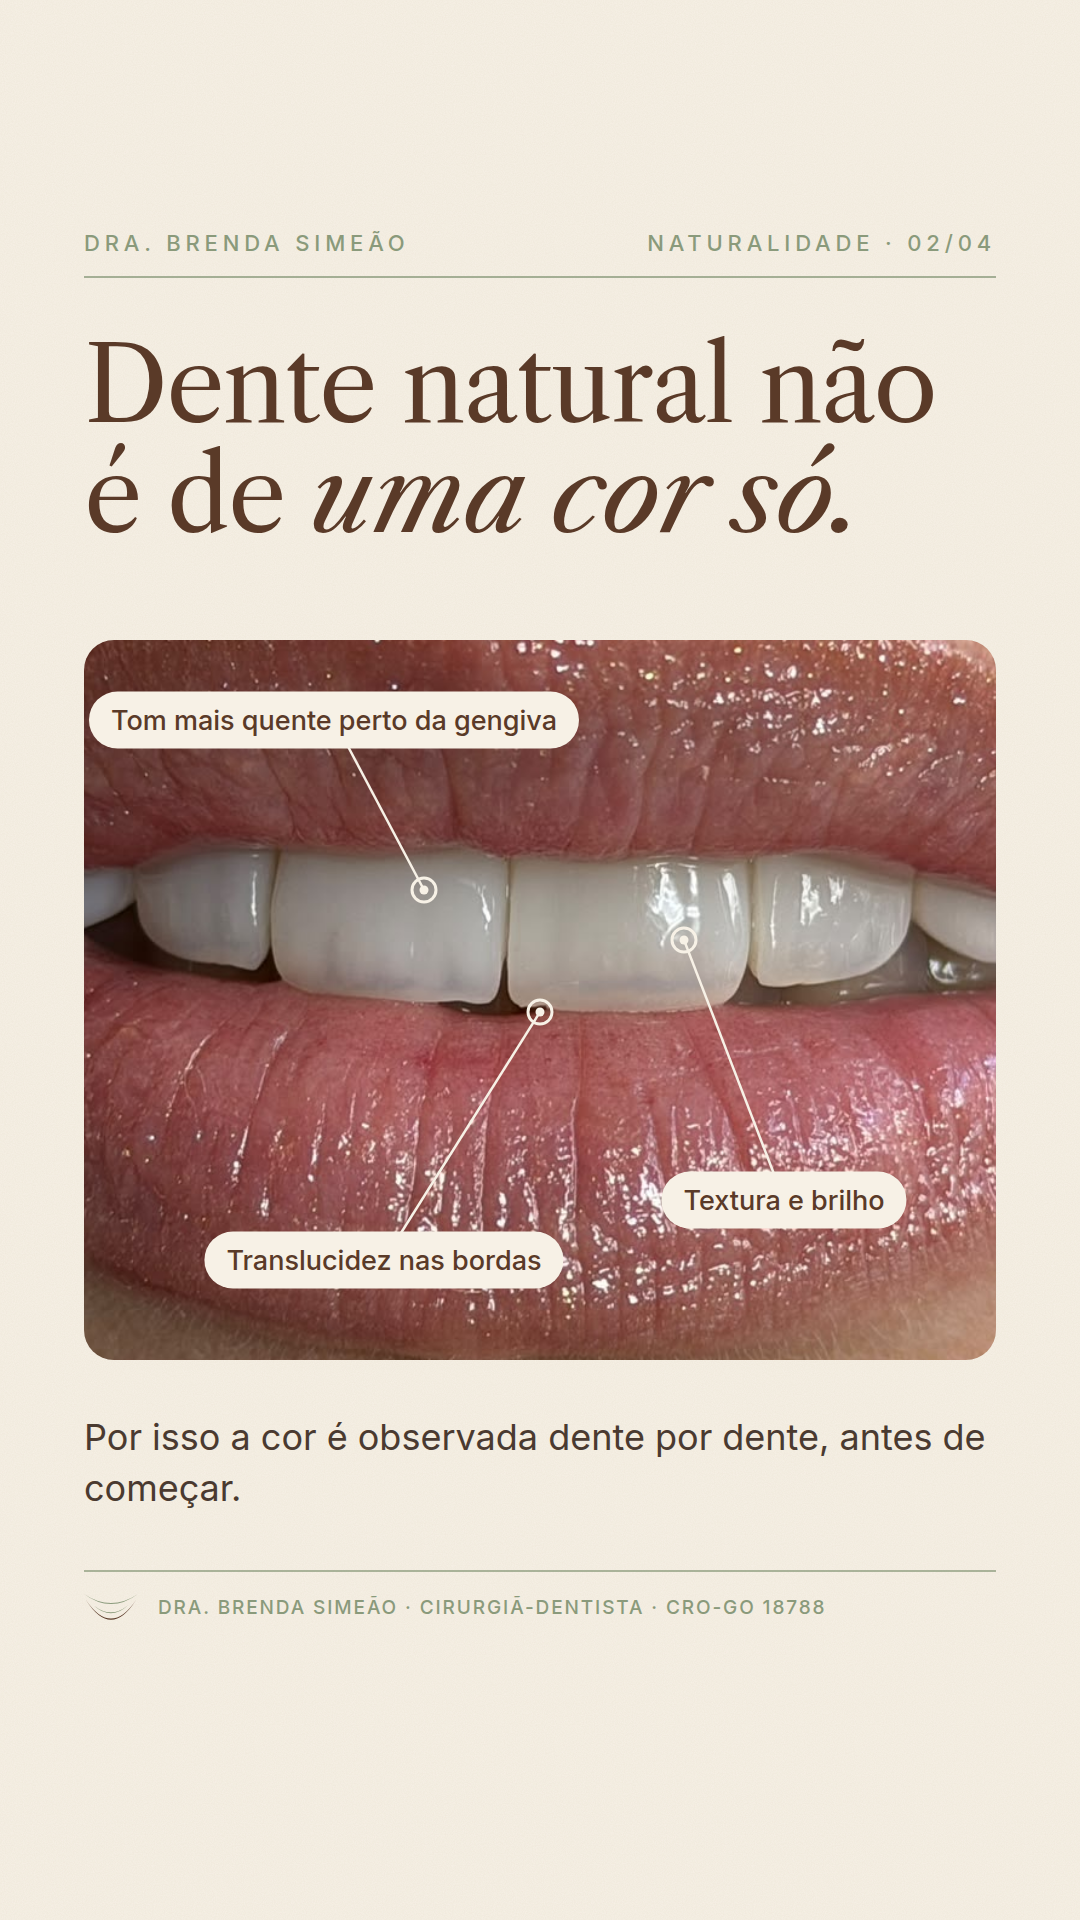 DRA. BRENDA SIMEÃO
NATURALIDADE · 02/04
Dente natural não
é de uma cor só.
Tom mais quente perto da gengiva
Textura e brilho
Translucidez nas bordas
Por isso a cor é observada dente por dente, antes de
começar.
DRA. BRENDA SIMEÃO · CIRURGIÃ-DENTISTA · CRO-GO 18788